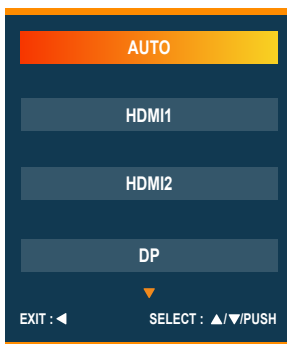 AUTO
HDMI1
HDMI2
DP
▼
EXIT : ◀ SELECT : ▲/▼/PUSH